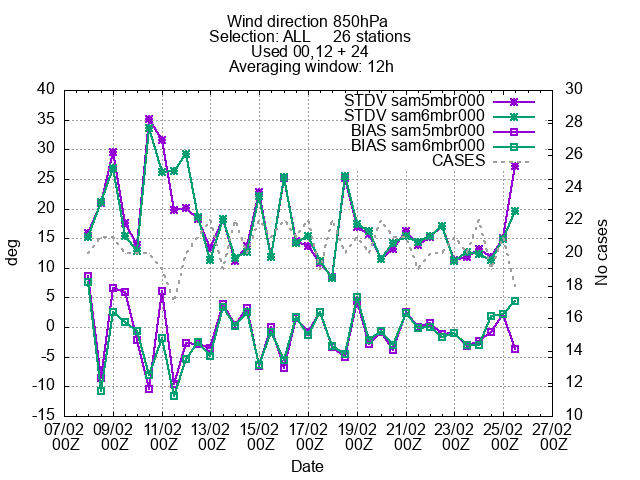 Wind direction 850hPa
Selection: ALL 26 stations
Used 00,12 + 24
Averaging window: 12h
40 30
35 28
30 26
25 24
20 22
15 20
10 18
5 16
0 14
-5 12
-10 10
-15
STDV sam5mbr000
STDV sam6mbr000
BIAS sam5mbr000
BIAS sam6mbr000
CASES
deg
No cases
07/02 09/02 11/02 13/02 15/02 17/02 19/02 21/02 23/02 25/02 27/02
00Z 00Z 00Z 00Z 00Z 00Z 00Z 00Z 00Z 00Z 00Z
Date